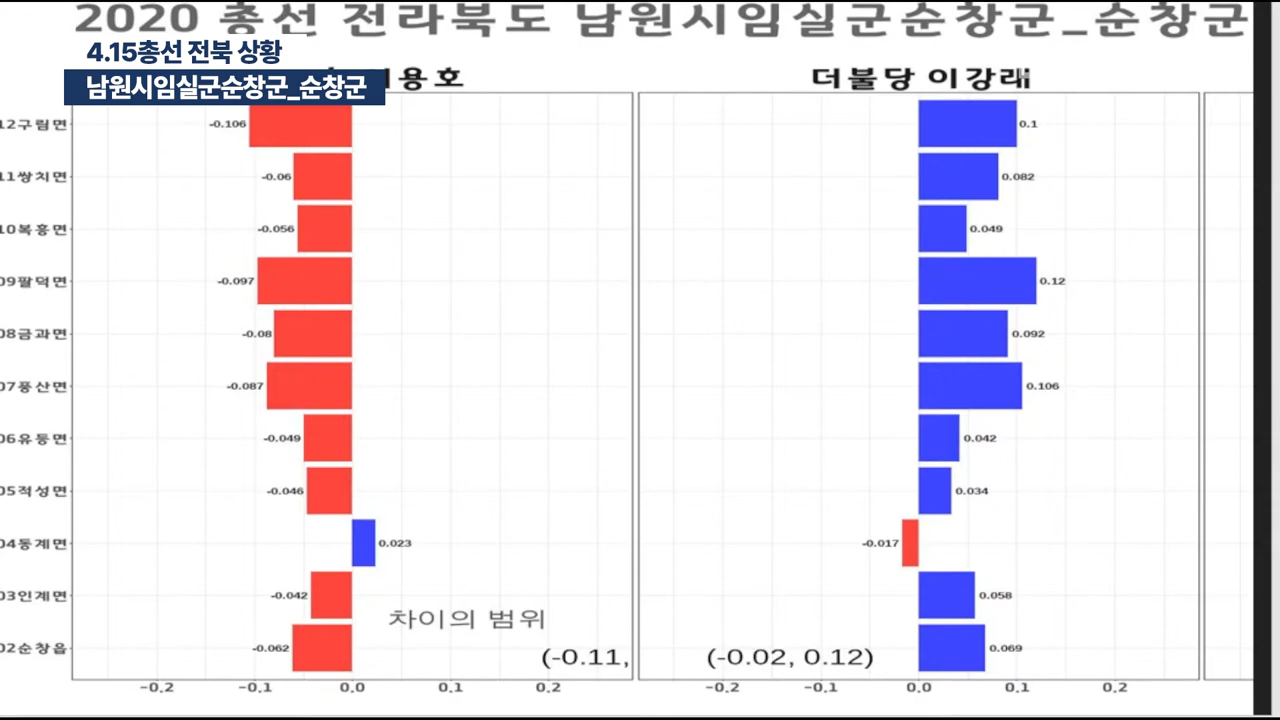 2020 총선 전라북도 남원시임실군순창군_순창군
4.15총선 전북 상황
남원시임실군순창군_순창군
이용호
더불당 이강래
12구림면 -0.106 0.1
11쌍치면 -0.06 0.082
10복흥면 -0.056 0.049
09팔덕면 -0.097 0.12
08금과면 -0.08 0.092
07풍산면 -0.087 0.106
06유등면 -0.049 0.042
05적성면 -0.046 0.034
04동계면 0.023 -0.017
03인계면 -0.042 0.058
차이의 범위
02순창읍 -0.062 0.069
(-0.11, (-0.02, 0.12)
-0.2 -0.1 0.0 0.1 0.2 -0.2 -0.1 0.0 0.1 0.2